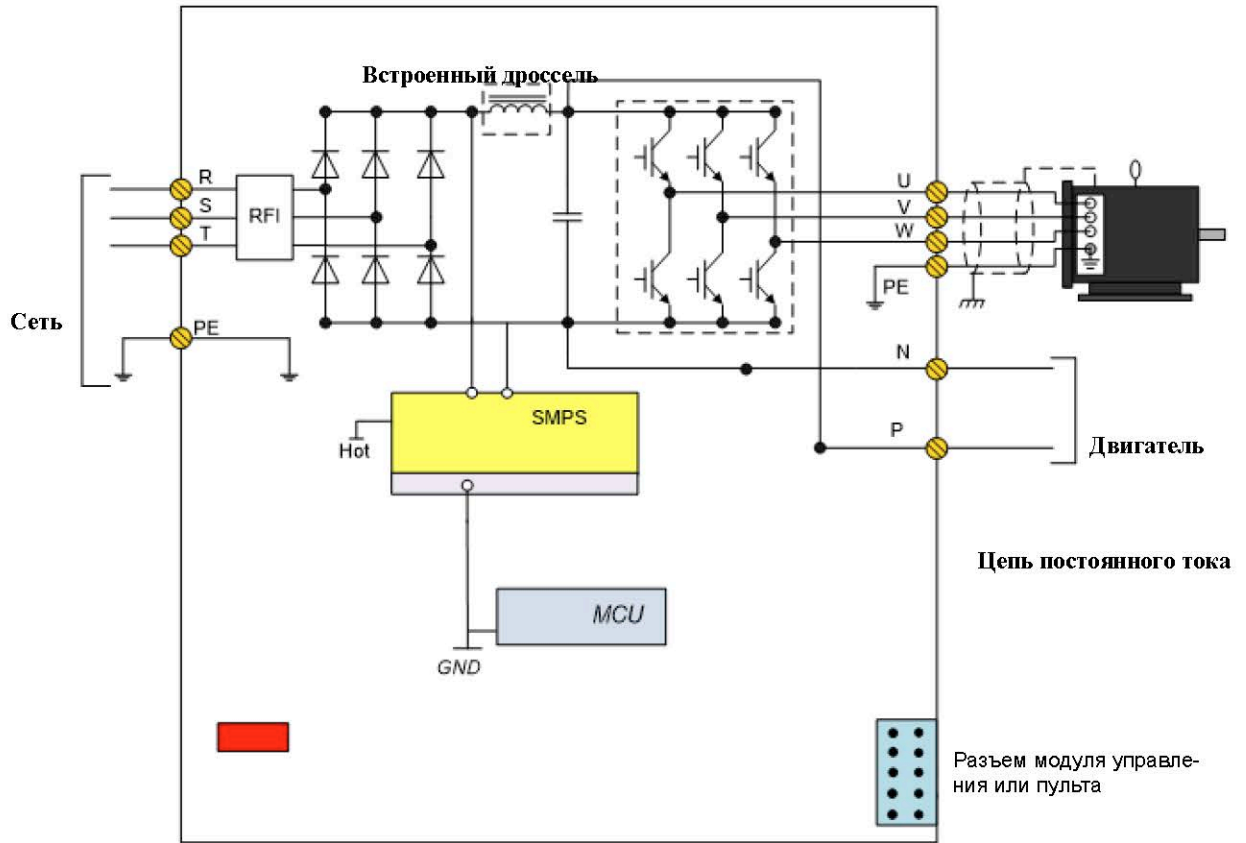 Встроенный дроссель
R
S
T
RFI
U
V
W
PE
Сеть
PE
N
SMPS
Hot
P
Двигатель
Цепь постоянного тока
MCU
GND
Разъем модуля управле-
ния или пульта